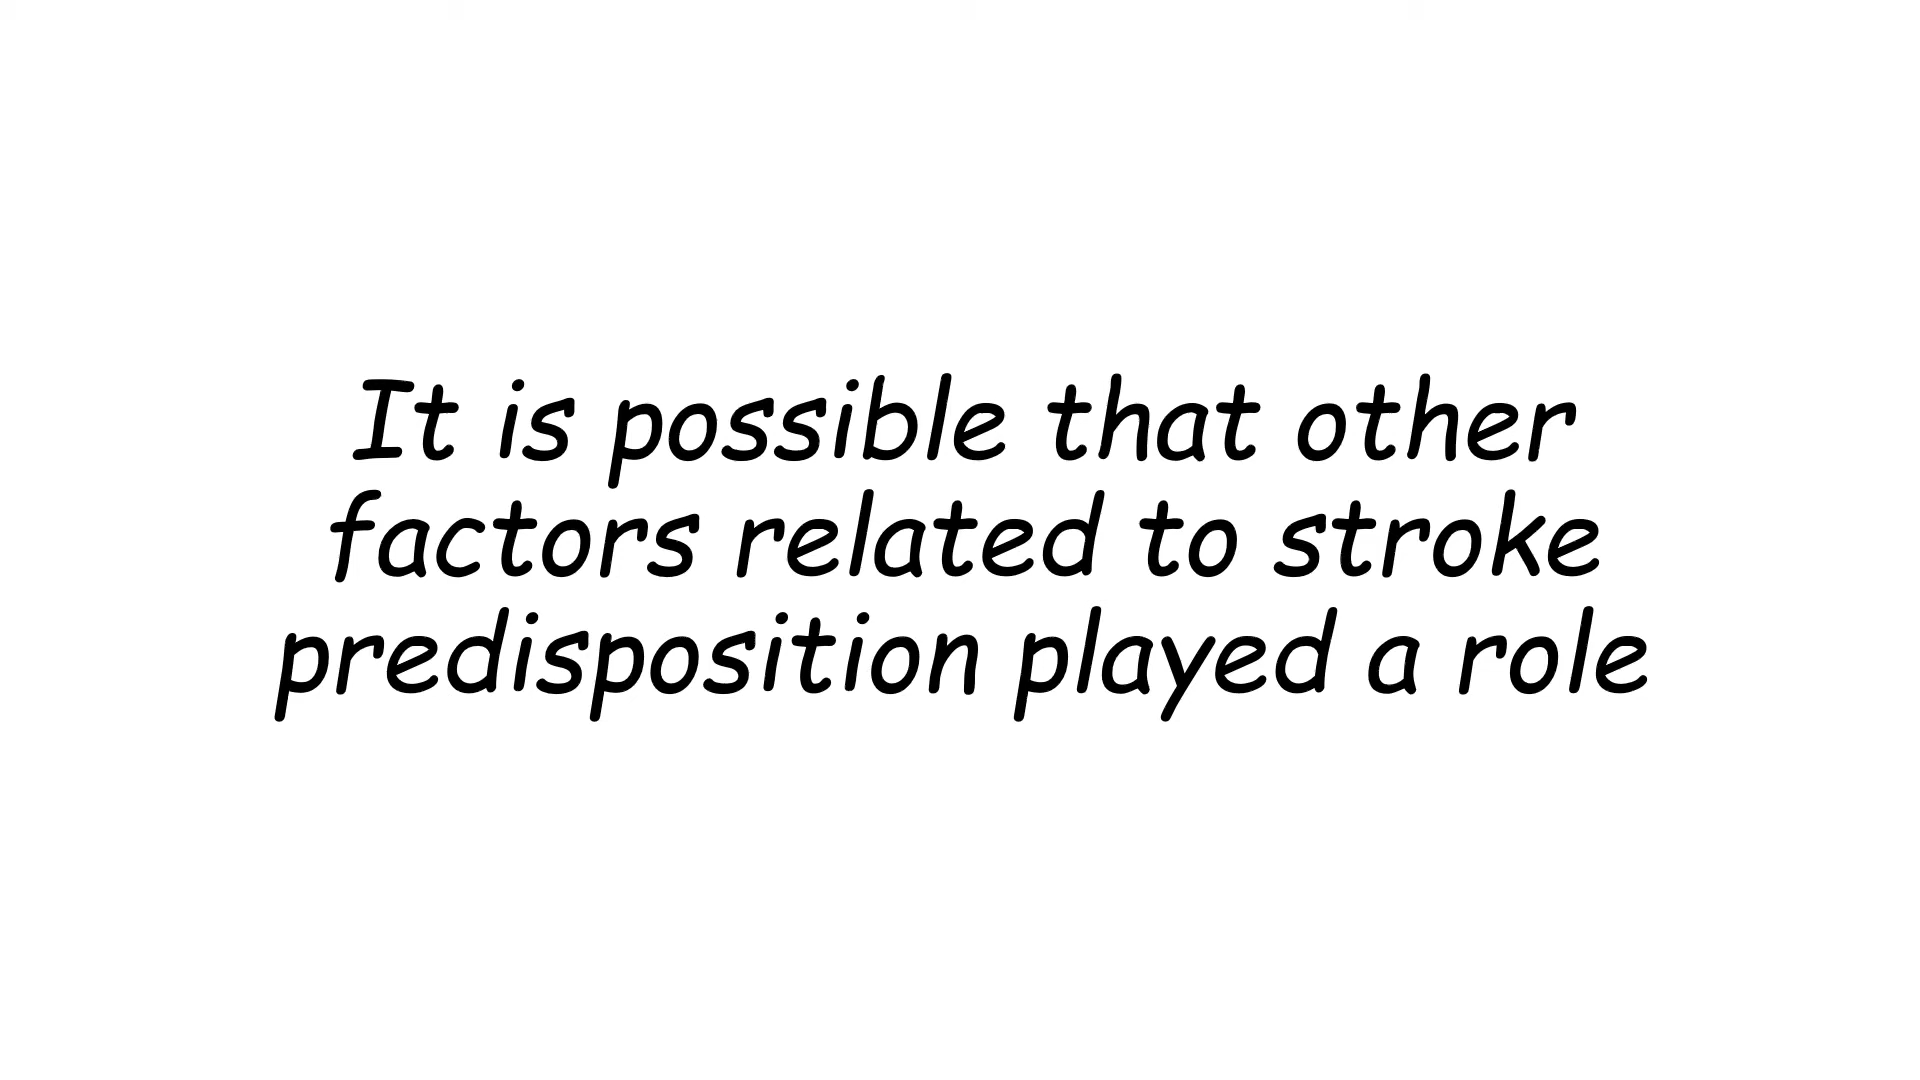 It is possible that other
factors related to stroke
predisposition played a role